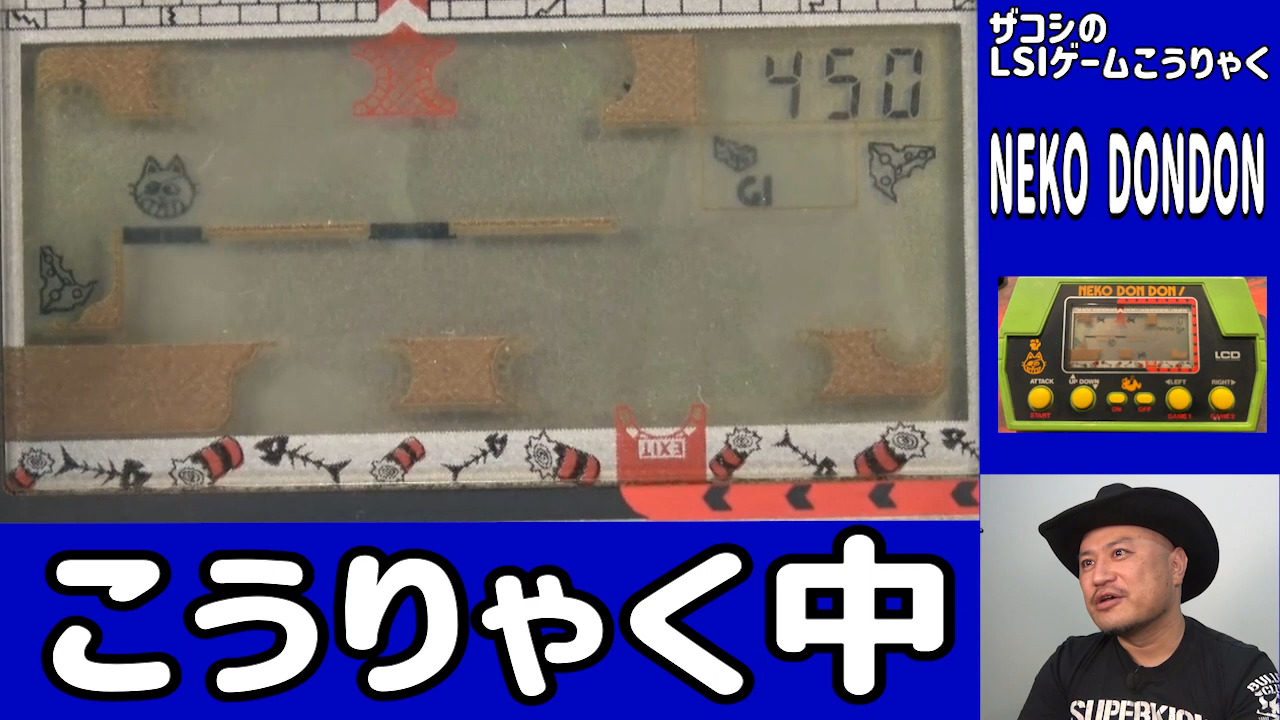 ザコシの
LSIゲームこうりゃく
NEKO DONDON
450
G1
EXIT
NEKO DON DON!
LCD
ATTACK
UP DOWN
◀LEFT
RIGHT▶
START
ON
OFF
GAME1
GAME2
こうりゃく中